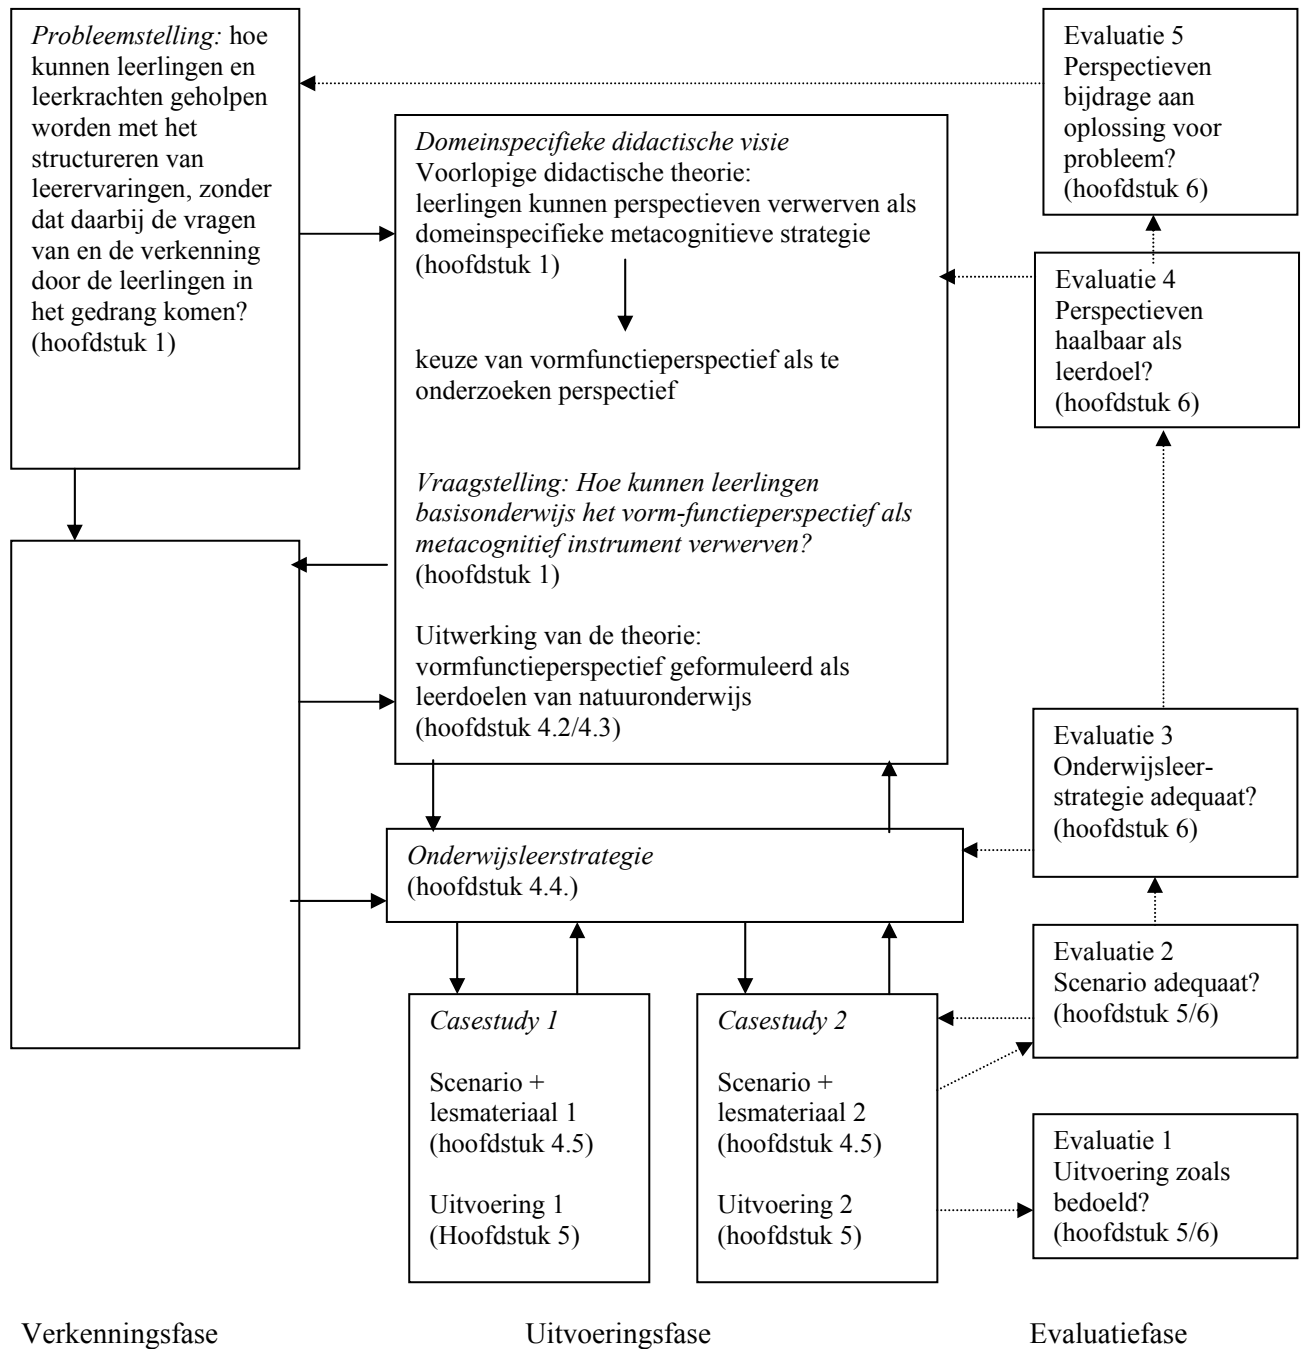 Probleemstelling: hoe
kunnen leerlingen en
leerkrachten geholpen
worden met het
structureren van
leerervaringen, zonder
dat daarbij de vragen
van en de verkenning
door de leerlingen in
het gedrang komen?
(hoofdstuk 1)
Domeinspecifieke didactische visie
Voorlopige didactische theorie:
leerlingen kunnen perspectieven verwerven als
domeinspecifieke metacognitieve strategie
(hoofdstuk 1)
keuze van vormfunctieperspectief als te
onderzoeken perspectief
Vraagstelling: Hoe kunnen leerlingen
basisonderwijs het vorm-functieperspectief als
metacognitief instrument verwerven?
(hoofdstuk 1)
Uitwerking van de theorie:
vormfunctieperspectief geformuleerd als
leerdoelen van natuuronderwijs
(hoofdstuk 4.2/4.3)
Onderwijsleerstrategie
(hoofdstuk 4.4.)
Casestudy 1
Scenario +
lesmateriaal 1
(hoofdstuk 4.5)
Uitvoering 1
(Hoofdstuk 5)
Casestudy 2
Scenario +
lesmateriaal 2
(hoofdstuk 4.5)
Uitvoering 2
(hoofdstuk 5)
Evaluatie 5
Perspectieven
bijdrage aan
oplossing voor
probleem?
(hoofdstuk 6)
Evaluatie 4
Perspectieven
haalbaar als
leerdoel?
(hoofdstuk 6)
Evaluatie 3
Onderwijsleer-
strategie adequaat?
(hoofdstuk 6)
Evaluatie 2
Scenario adequaat?
(hoofdstuk 5/6)
Evaluatie 1
Uitvoering zoals
bedoeld?
(hoofdstuk 5/6)
Verkenningsfase
Uitvoeringsfase
Evaluatiefase